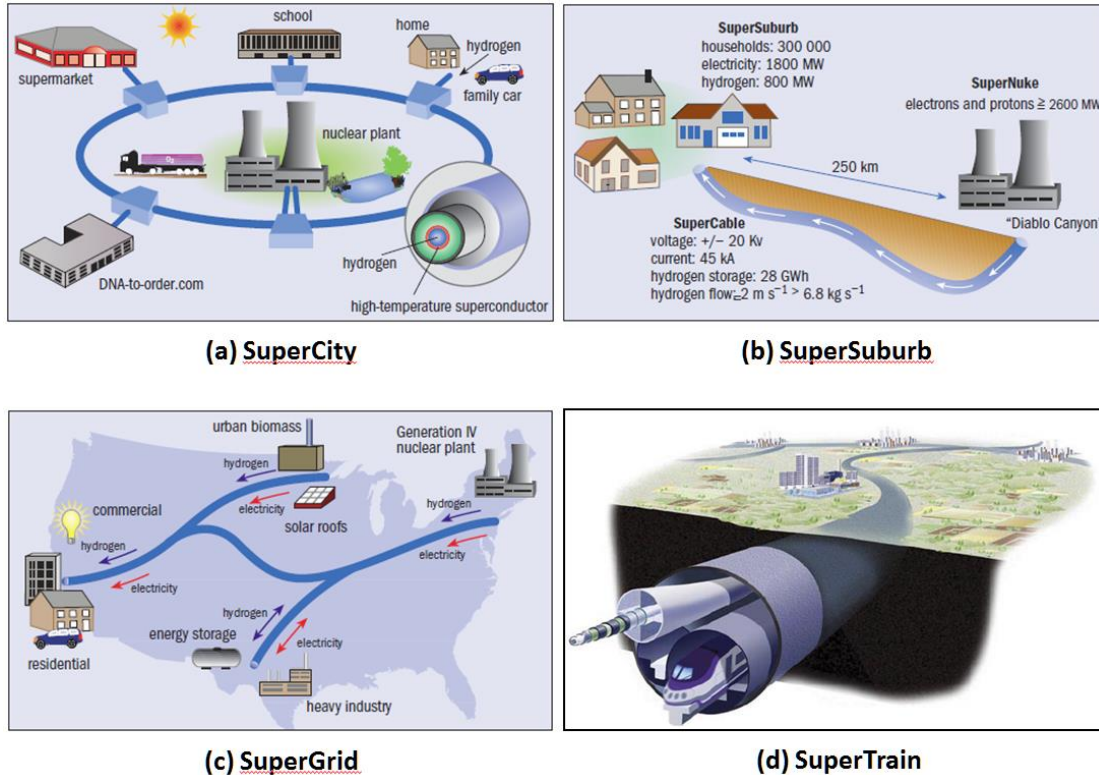 school
home
hydrogen
supermarket
family car
nuclear plant
O₂
hydrogen
DNA-to-order.com
high-temperature superconductor
(a) SuperCity
SuperSuburb
households: 300 000
electricity: 1800 MW
hydrogen: 800 MW
SuperNuke
electrons and protons ≧ 2600 MW
250 km
"Diablo Canyon"
SuperCable
voltage: +/− 20 Kv
current: 45 kA
hydrogen storage: 28 GWh
hydrogen flow=2 m s⁻¹ > 6.8 kg s⁻¹
(b) SuperSuburb
urban biomass
Generation IV
nuclear plant
hydrogen
hydrogen
electricity
solar roofs
commercial
electricity
hydrogen
electricity
hydrogen
energy storage
electricity
residential
heavy industry
(c) SuperGrid
(d) SuperTrain